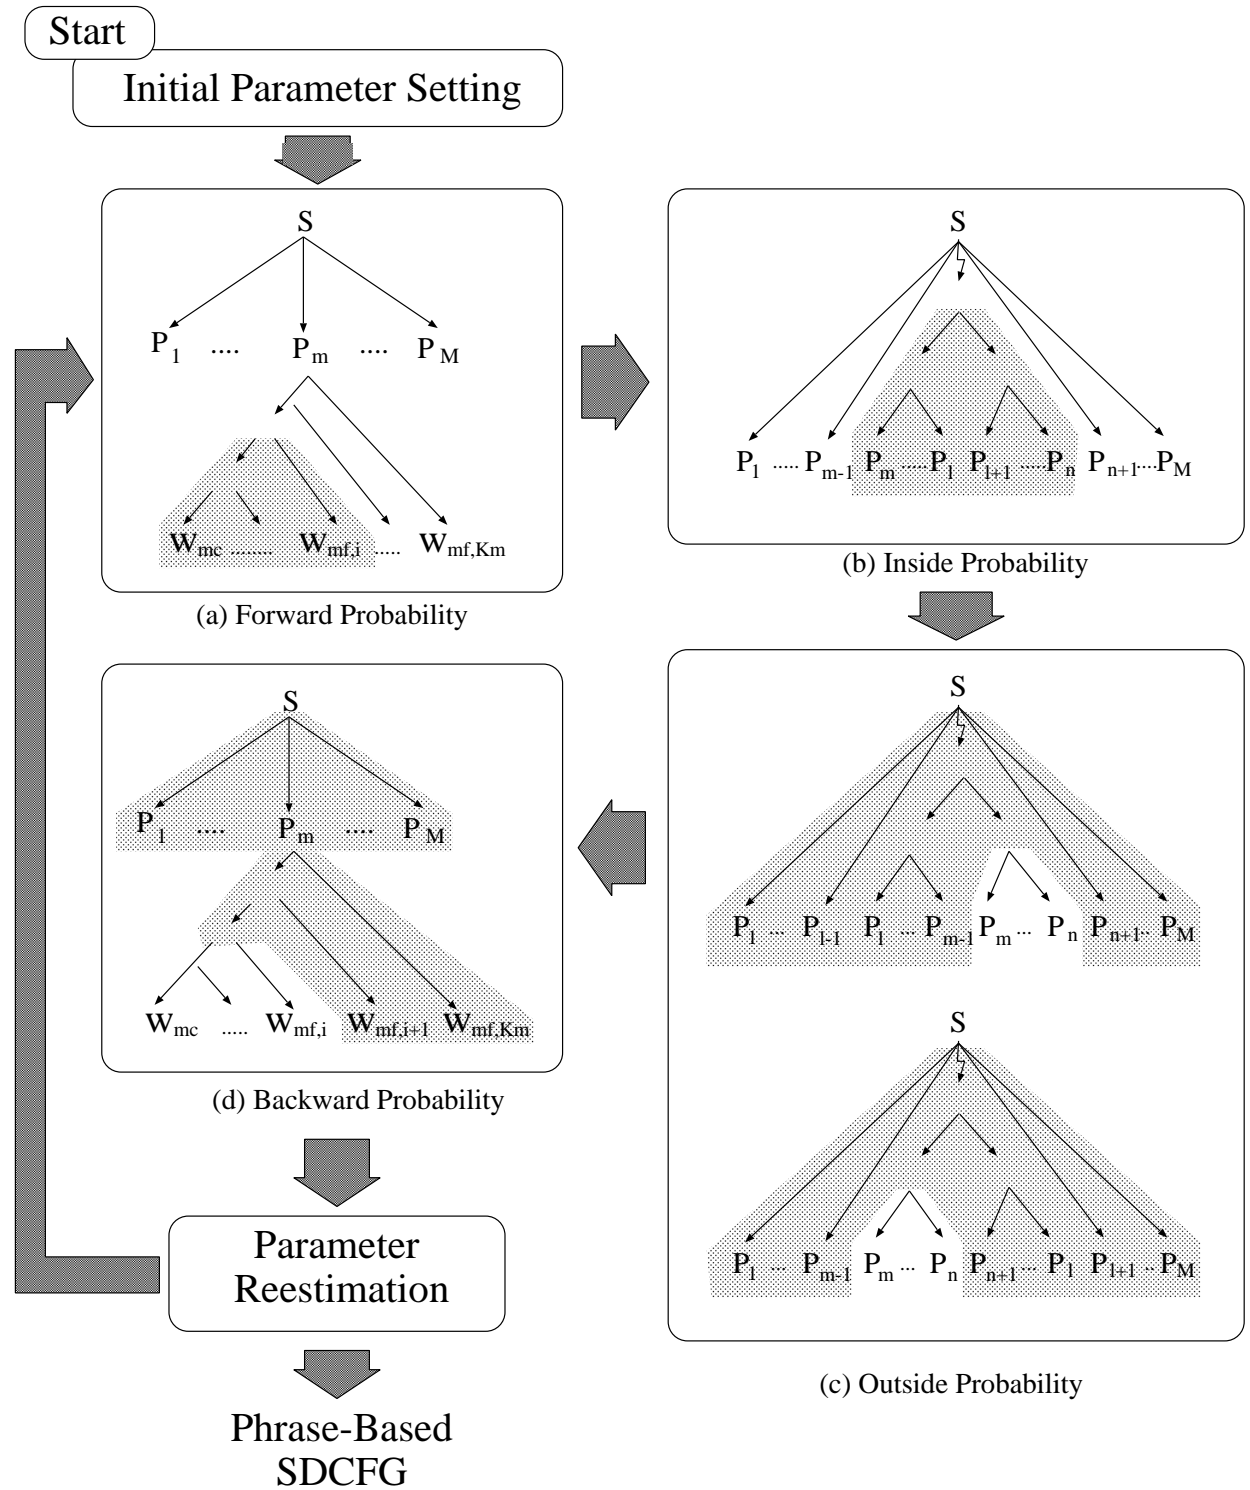 Start
Initial Parameter Setting
S
P1 .... Pm .... PM
Wmc ........ Wmf,i ..... Wmf,Km
(a) Forward Probability
S
P1 ..... Pm-1 Pm ..... Pl Pl+1 ..... Pn Pn+1 .... PM
(b) Inside Probability
S
P1 ... Pl-1 Pl ... Pm-1 Pm ... Pn Pn+1 .. PM
S
P1 ... Pm-1 Pm ... Pn Pn+1 ... Pl Pl+1 .. PM
(c) Outside Probability
S
P1 .... Pm .... PM
Wmc ..... Wmf,i Wmf,i+1 Wmf,Km
(d) Backward Probability
Parameter
Reestimation
Phrase-Based
SDCFG